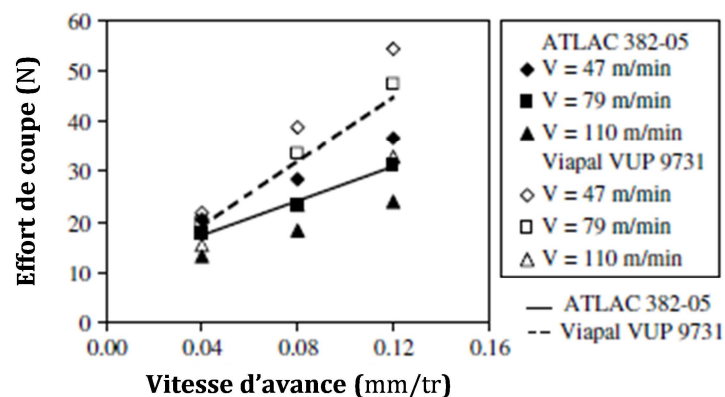 Effort de coupe (N)
60
50
40
30
20
10
0
0.00 0.04 0.08 0.12 0.16
Vitesse d’avance (mm/tr)
ATLAC 382-05
V = 47 m/min
V = 79 m/min
V = 110 m/min
Viapal VUP 9731
V = 47 m/min
V = 79 m/min
V = 110 m/min
ATLAC 382-05
Viapal VUP 9731